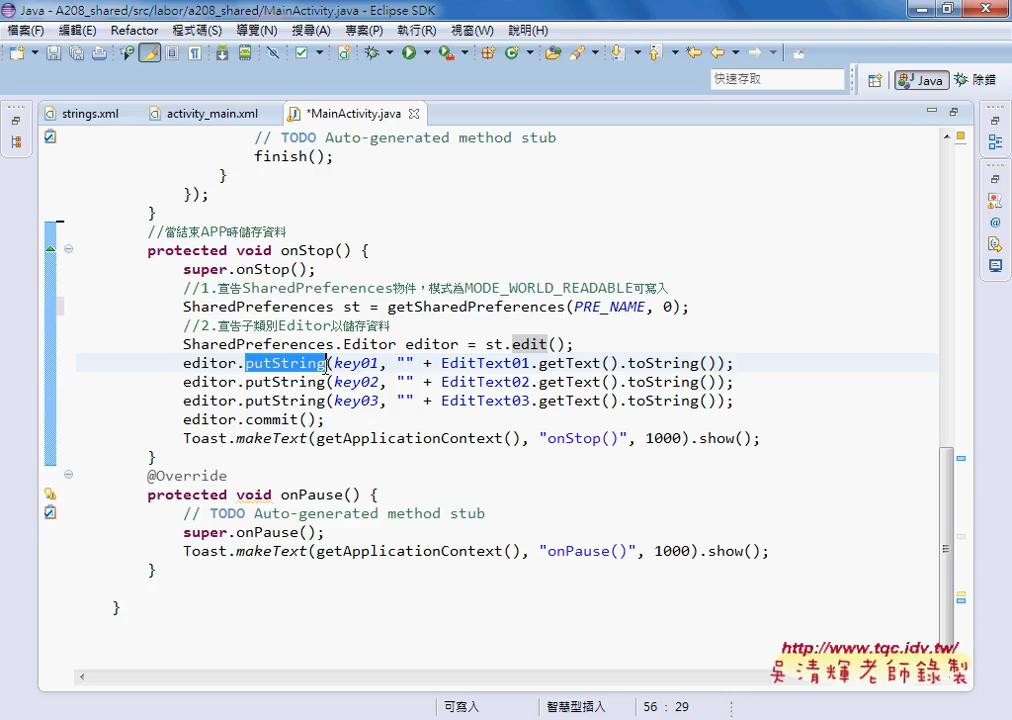 Java - A208_shared/src/labor/a208_shared/MainActivity.java - Eclipse SDK
檔案(F) 編輯(E) Refactor 程式碼(S) 導覽(N) 搜尋(A) 專案(P) 執行(R) 視窗(W) 說明(H)
快速存取 Java 除錯
strings.xml activity_main.xml *MainActivity.java
// TODO Auto-generated method stub
finish();
}
});
}
//當結束APP時儲存資料
protected void onStop() {
super.onStop();
//1.宣告SharedPreferences物件，模式為MODE_WORLD_READABLE可寫入
SharedPreferences st = getSharedPreferences(PRE_NAME, 0);
//2.宣告子類別Editor以儲存資料
SharedPreferences.Editor editor = st.edit();
editor.putString(key01, "" + EditText01.getText().toString());
editor.putString(key02, "" + EditText02.getText().toString());
editor.putString(key03, "" + EditText03.getText().toString());
editor.commit();
Toast.makeText(getApplicationContext(), "onStop()", 1000).show();
}
@Override
protected void onPause() {
// TODO Auto-generated method stub
super.onPause();
Toast.makeText(getApplicationContext(), "onPause()", 1000).show();
}
}
http://www.tqc.idv.tw/
吳清輝老師錄製
可寫入 智慧型插入 56 : 29